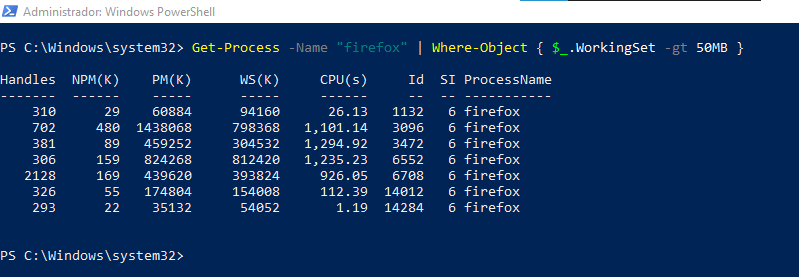 Administrador: Windows PowerShell
PS C:\Windows\system32> Get-Process -Name "firefox" | Where-Object { $_.WorkingSet -gt 50MB }
Handles NPM(K) PM(K) WS(K) CPU(s) Id SI ProcessName
------- ------ ----- ----- ------ -- -- -----------
310 29 60884 94160 26.13 1132 6 firefox
702 480 1438068 798368 1,101.14 3096 6 firefox
381 89 459252 304532 1,294.92 3472 6 firefox
306 159 824268 812420 1,235.23 6552 6 firefox
2128 169 439620 393824 926.05 6708 6 firefox
326 55 174804 154008 112.39 14012 6 firefox
293 22 35132 54052 1.19 14284 6 firefox
PS C:\Windows\system32>